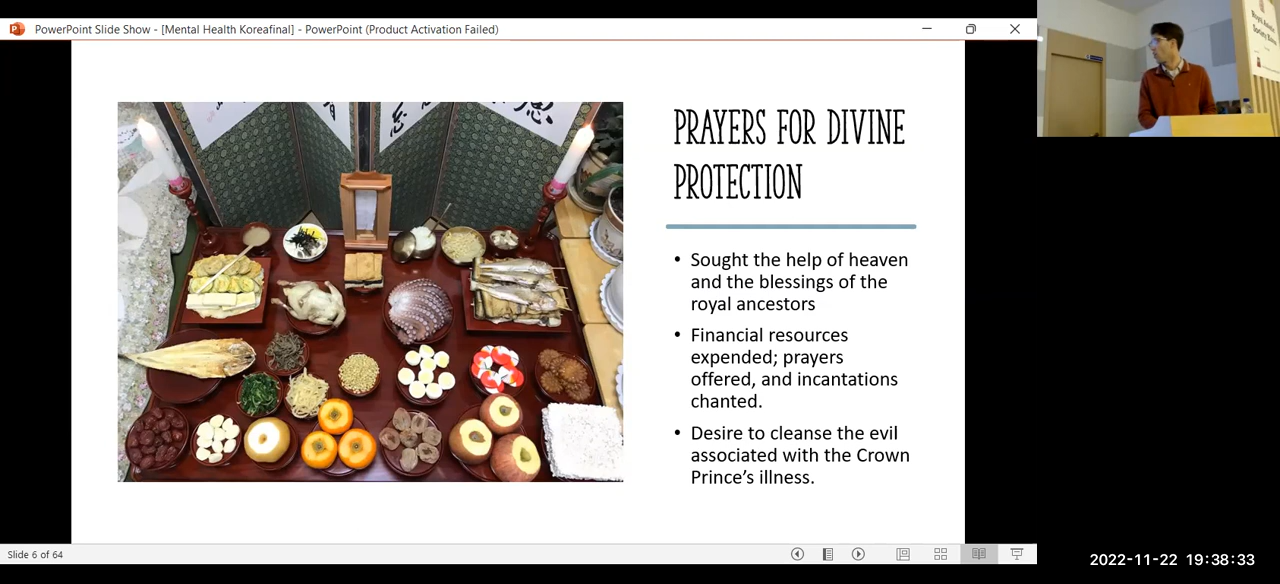 PowerPoint Slide Show - [Mental Health Koreafinal] - PowerPoint (Product Activation Failed)
PRAYERS FOR DIVINE
PROTECTION
• Sought the help of heaven
and the blessings of the
royal ancestors
• Financial resources
expended; prayers
offered, and incantations
chanted.
• Desire to cleanse the evil
associated with the Crown
Prince's illness.
Slide 6 of 64
2022-11-22 19:38:33